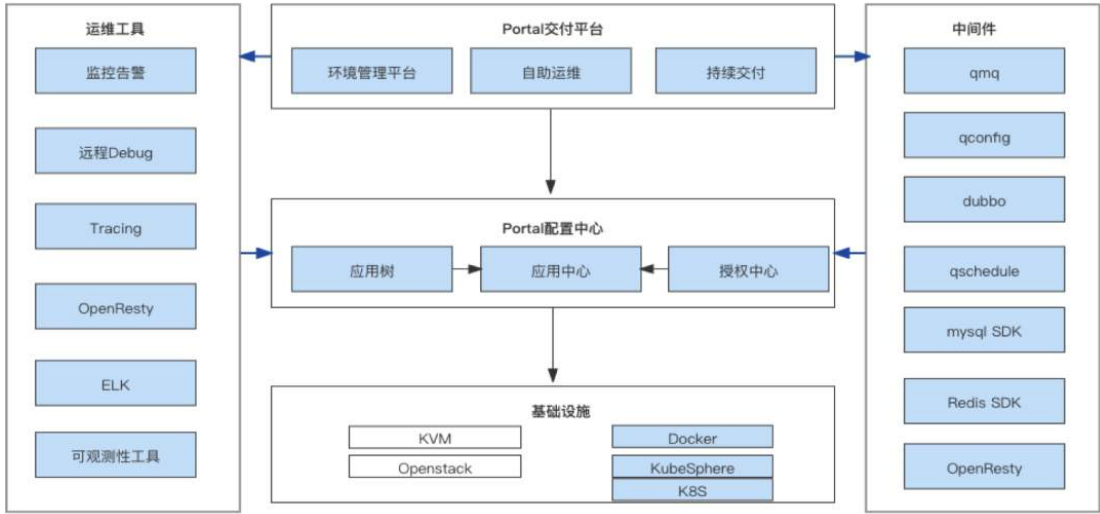 运维工具
监控告警
远程Debug
Tracing
OpenResty
ELK
可观测性工具
Portal交付平台
环境管理平台
自助运维
持续交付
Portal配置中心
应用树
应用中心
授权中心
基础设施
KVM
Openstack
Docker
KubeSphere
K8S
中间件
qmq
qconfig
dubbo
qschedule
mysql SDK
Redis SDK
OpenResty